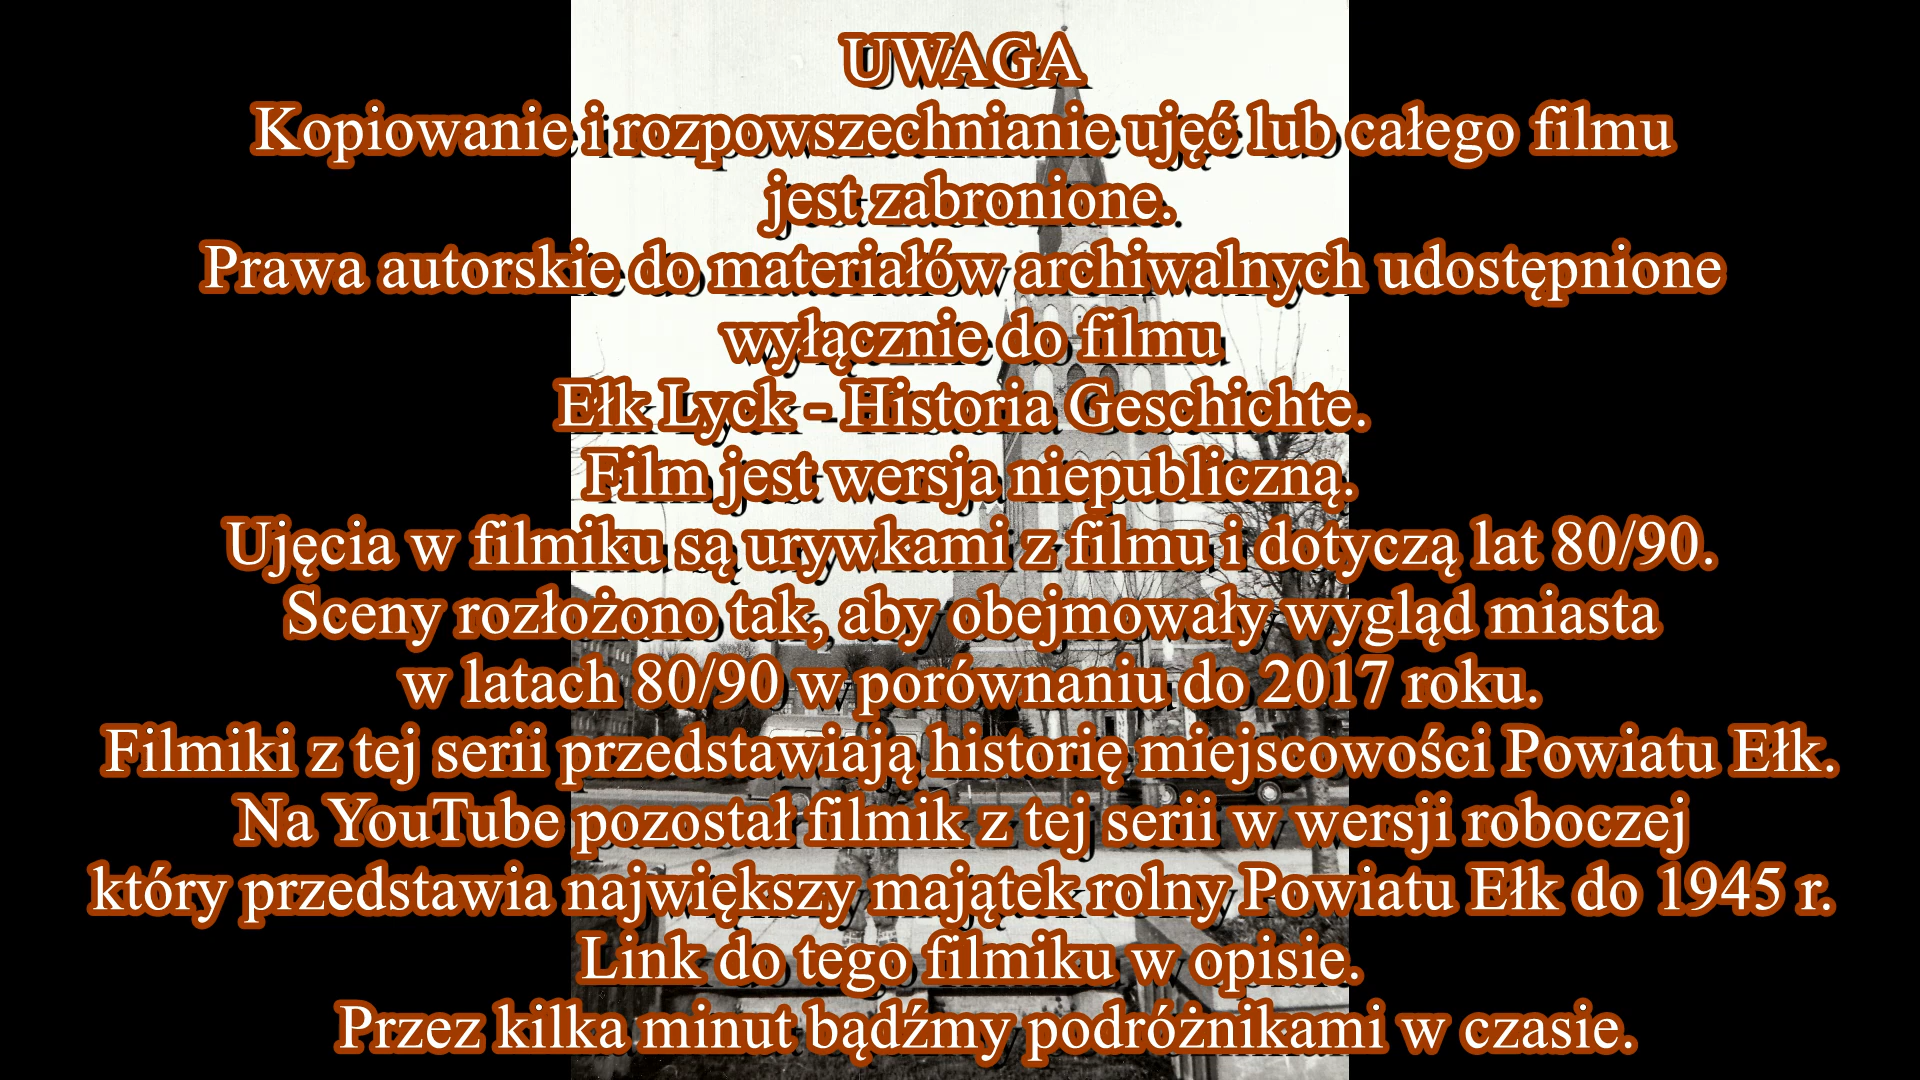 UWAGA
Kopiowanie i rozpowszechnianie ujęć lub całego filmu
jest zabronione.
Prawa autorskie do materiałów archiwalnych udostępnione
wyłącznie do filmu
Ełk Lyck - Historia Geschichte.
Film jest wersja niepubliczną.
Ujęcia w filmiku są urywkami z filmu i dotyczą lat 80/90.
Sceny rozłożono tak, aby obejmowały wygląd miasta
w latach 80/90 w porównaniu do 2017 roku.
Filmiki z tej serii przedstawiają historię miejscowości Powiatu Ełk.
Na YouTube pozostał filmik z tej serii w wersji roboczej
który przedstawia największy majątek rolny Powiatu Ełk do 1945 r.
Link do tego filmiku w opisie.
Przez kilka minut bądźmy podróżnikami w czasie.